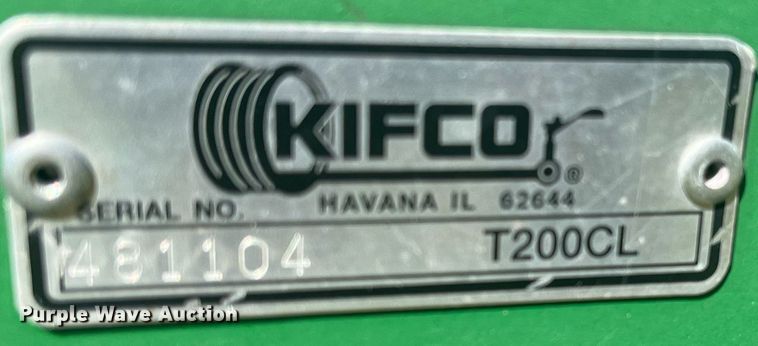 KIFCO
®
SERIAL NO. HAVANA IL 62644
481104 T200CL
Purple Wave Auction